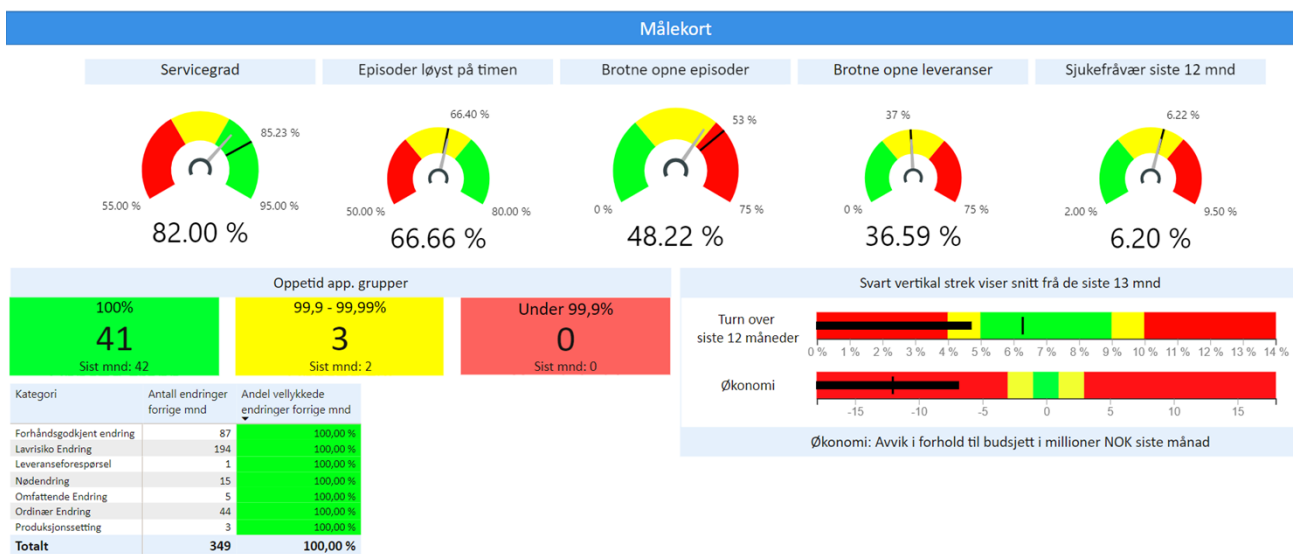 Målekort
Servicegrad
Episoder løyst på timen
Brotne opne episoder
Brotne opne leveranser
Sjukefråvær siste 12 mnd
85.23 %
55.00 %
95.00 %
82.00 %
66.40 %
50.00 %
80.00 %
66.66 %
53 %
0 %
75 %
48.22 %
37 %
0 %
75 %
36.59 %
6.22 %
2.00 %
9.50 %
6.20 %
Oppetid app. grupper
100%
41
Sist mnd: 42
99,9 - 99,99%
3
Sist mnd: 2
Under 99,9%
0
Sist mnd: 0
Kategori Antall endringer Andel vellykkede
forrige mnd endringer forrige mnd
Forhåndsgodkjent endring 87 100,00 %
Lavrisiko Endring 194 100,00 %
Leveranseforespørsel 1 100,00 %
Nødendring 15 100,00 %
Omfattende Endring 5 100,00 %
Ordinær Endring 44 100,00 %
Produksjonssetting 3 100,00 %
Totalt 349 100,00 %
Svart vertikal strek viser snitt frå de siste 13 mnd
Turn over
siste 12 måneder
0 % 1 % 2 % 3 % 4 % 5 % 6 % 7 % 8 % 9 % 10 % 11 % 12 % 13 % 14 %
Økonomi
-15 -10 -5 0 5 10 15
Økonomi: Avvik i forhold til budsjett i millioner NOK siste månad